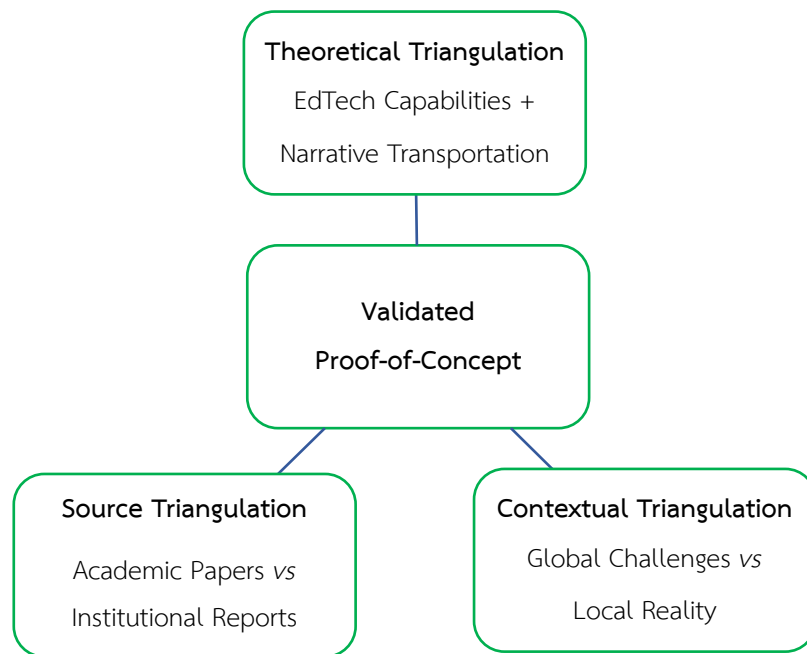 Theoretical Triangulation
EdTech Capabilities +
Narrative Transportation
Validated
Proof-of-Concept
Source Triangulation
Academic Papers vs
Institutional Reports
Contextual Triangulation
Global Challenges vs
Local Reality